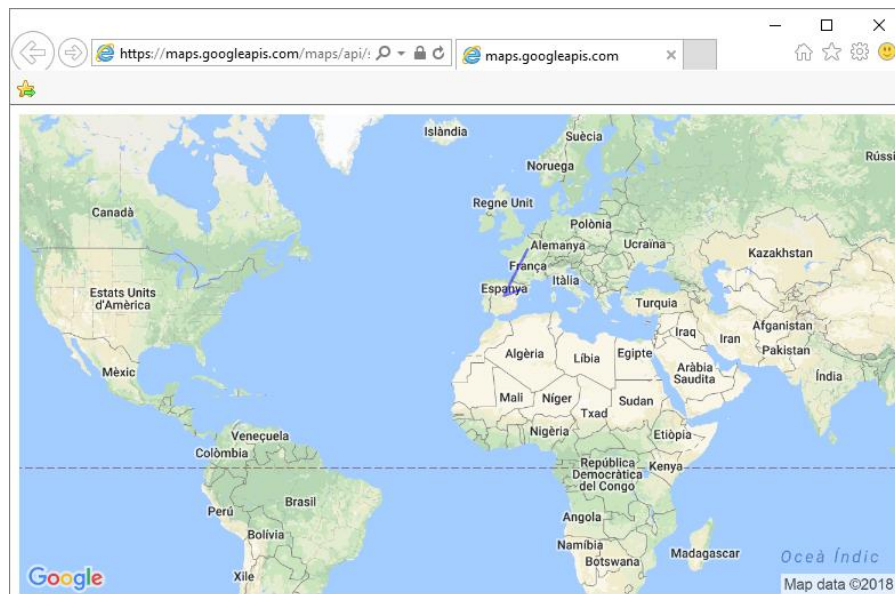 https://maps.googleapis.com/maps/api/s
maps.googleapis.com
Islàndia
Suècia
Noruega
Rússi
Canadà
Regne Unit
Polònia
Alemanya
Ucraïna
França
Kazakhstan
Estats Units
d'Amèrica
Espanya
Itàlia
Turquia
Afganistan
Iraq
Iran
Pakistan
Algèria
Líbia
Egipte
Aràbia
Saudita
Mèxic
Índia
Mali
Níger
Sudan
Txad
Nigèria
Etiòpia
Veneçuela
Colòmbia
República
Democràtica
del Congo
Kenya
Brasil
Perú
Angola
Bolívia
Namíbia
Botswana
Madagascar
Oceà Índic
Xile
Google
Map data ©2018